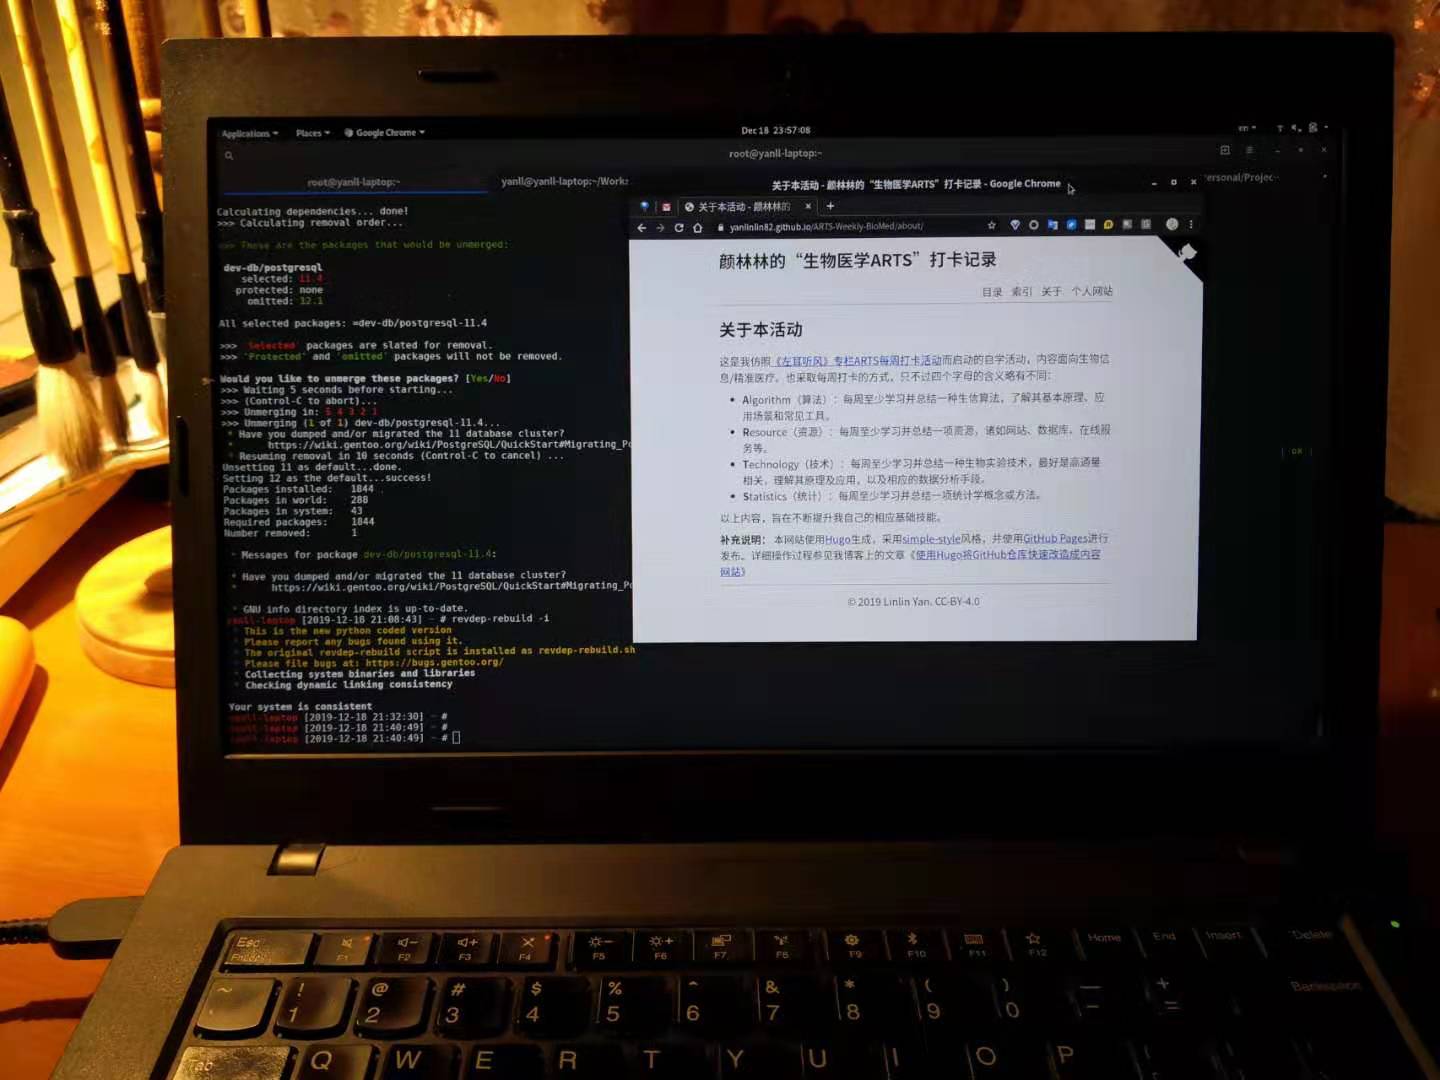 Applications Places Google Chrome Dec 18 23:57:08 en
root@yanll-laptop:~
root@yanll-laptop:~ yanll@yanll-laptop:~/Work:
Calculating dependencies... done!
>>> Calculating removal order...
>>> These are the packages that would be unmerged:
dev-db/postgresql
selected: 11.4
protected: none
omitted: 12.1
All selected packages: =dev-db/postgresql-11.4
>>> 'Selected' packages are slated for removal.
>>> 'Protected' and 'omitted' packages will not be removed.
Would you like to unmerge these packages? [Yes/No]
>>> Waiting 5 seconds before starting...
>>> (Control-C to abort)...
>>> Unmerging in: 5 4 3 2 1
>>> Unmerging (1 of 1) dev-db/postgresql-11.4...
* Have you dumped and/or migrated the 11 database cluster?
* https://wiki.gentoo.org/wiki/PostgreSQL/QuickStart#Migrating_Po
* Resuming removal in 10 seconds (Control-C to cancel) ...
Unsetting 11 as default...done.
Setting 12 as the default...success!
Packages installed: 1844
Packages in world: 288
Packages in system: 43
Required packages: 1844
Number removed: 1
* Messages for package dev-db/postgresql-11.4:
* Have you dumped and/or migrated the 11 database cluster?
* https://wiki.gentoo.org/wiki/PostgreSQL/QuickStart#Migrating_Po
* GNU info directory index is up-to-date.
yanll-laptop [2019-12-18 21:08:43] ~ # revdep-rebuild -i
* This is the new python coded version
* Please report any bugs found using it.
* The original revdep-rebuild script is installed as revdep-rebuild.sh
* Please file bugs at: https://bugs.gentoo.org/
* Collecting system binaries and libraries
* Checking dynamic linking consistency
Your system is consistent
yanll-laptop [2019-12-18 21:32:30] ~ #
yanll-laptop [2019-12-18 21:40:49] ~ #
yanll-laptop [2019-12-18 21:40:49] ~ #
关于本活动 - 颜林林的“生物医学ARTS”打卡记录 - Google Chrome
ersonal/Projec~
关于本活动 - 颜林林的
yanlinlin82.github.io/ARTS-Weekly-BioMed/about/
颜林林的“生物医学ARTS”打卡记录
目录 索引 关于 个人网站
关于本活动
这是我仿照《左耳听风》专栏ARTS每周打卡活动而启动的自学活动，内容面向生物信
息/精准医疗。也采取每周打卡的方式，只不过四个字母的含义略有不同：
• Algorithm（算法）：每周至少学习并总结一种生信算法，了解其基本原理、应
用场景和常见工具。
• Resource（资源）：每周至少学习并总结一项资源，诸如网站、数据库、在线服
务等。
• Technology（技术）：每周至少学习并总结一种生物实验技术，最好是高通量
相关，理解其原理及应用，以及相应的数据分析手段。
• Statistics（统计）：每周至少学习并总结一项统计学概念或方法。
以上内容，旨在不断提升我自己的相应基础技能。
补充说明： 本网站使用Hugo生成，采用simple-style风格，并使用GitHub Pages进行
发布。详细操作过程参见我博客上的文章《使用Hugo将GitHub仓库快速改造成内容
网站》
© 2019 Linlin Yan. CC-BY-4.0
[ OK ]
Esc F1 F2 F3 F4 F5 F6 F7 F8 F9 F10 F11 F12 Home End Insert Delete
FnLock
~ ! @ # $ % ^ & * ( ) — +
1 2 3 4 5 6 7 8 9 0 - = Backspace
Q W E R T Y U I O P